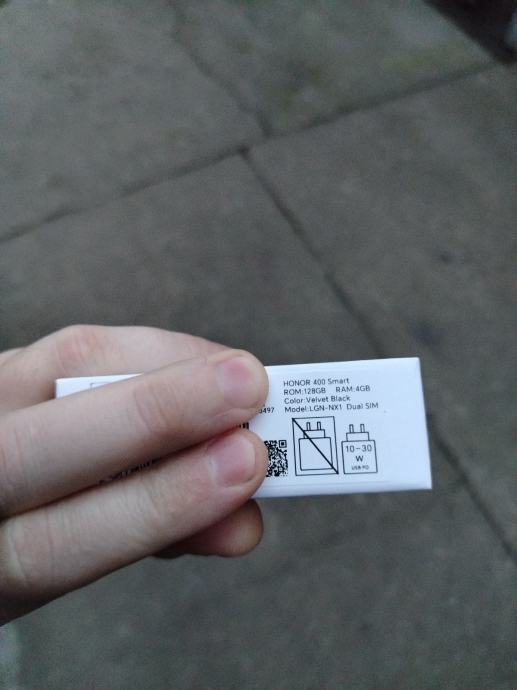 HONOR 400 Smart
ROM:128GB RAM:4GB
Color:Velvet Black
Model:LGN-NX1 Dual SIM
10-30
W
USB PD